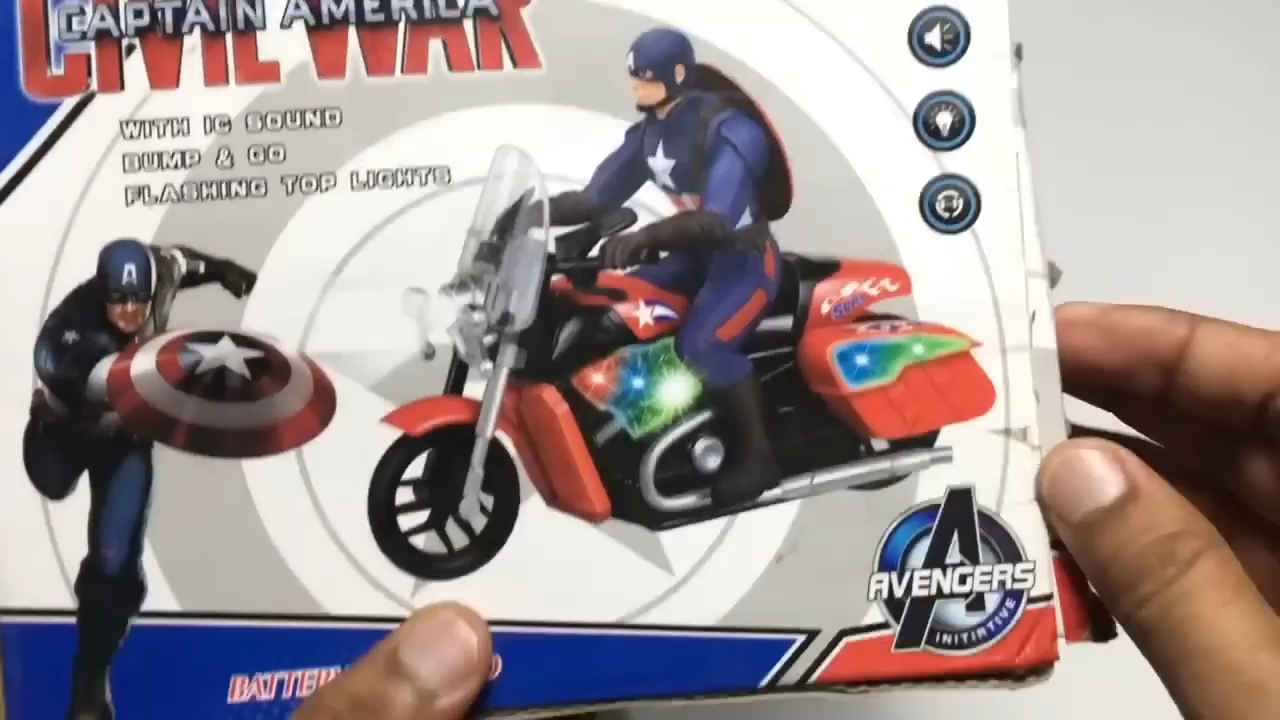 CAPTAIN AMERICA
CIVIL WAR
WITH IC SOUND
BUMP & GO
FLASHING TOP LIGHTS
A
A
A
AVENGERS
INITIATIVE